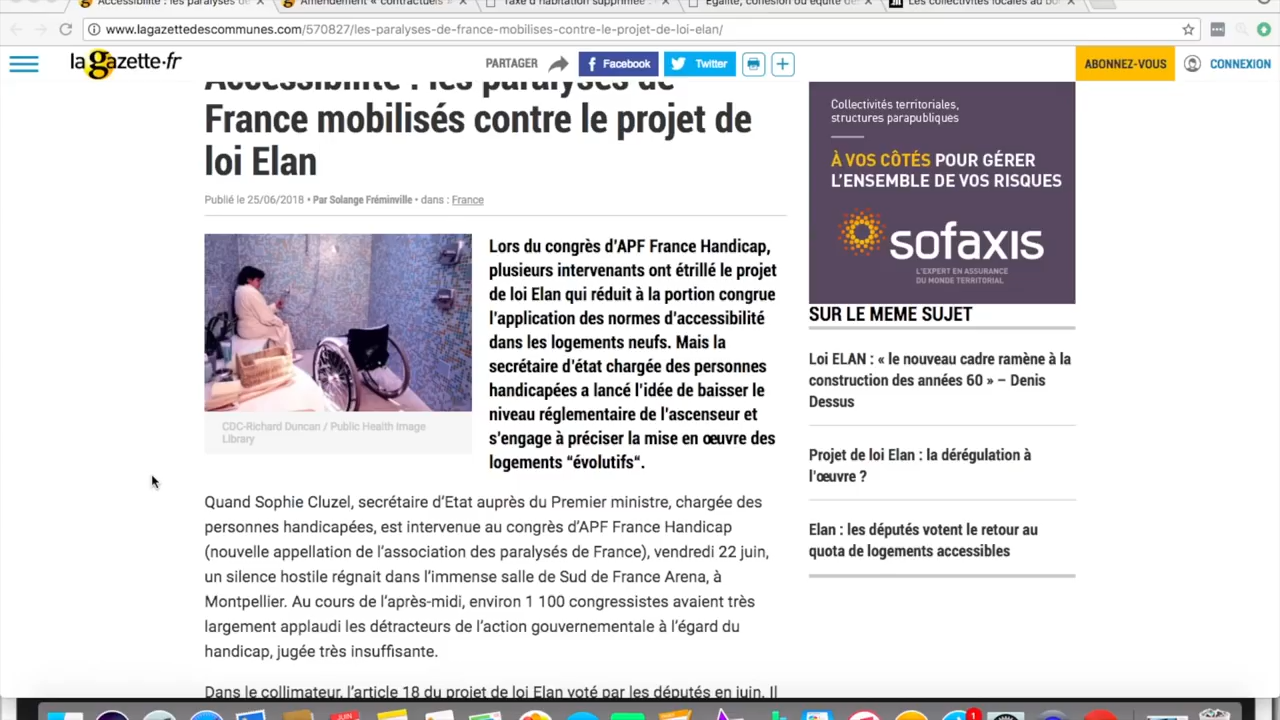 Accessibilité : les paralysés de
Amendement « contractuels »
Taxe d'habitation supprimée :
Egalité, cohésion ou équité de
Les collectivités locales au bo
www.lagazettedescommunes.com/570827/les-paralyses-de-france-mobilises-contre-le-projet-de-loi-elan/
la gazette·fr
PARTAGER
Facebook
Twitter
ABONNEZ-VOUS
CONNEXION
Accessibilité : les paralysés de
France mobilisés contre le projet de
loi Elan
Publié le 25/06/2018 • Par Solange Fréminville • dans : France
CDC-Richard Duncan / Public Health Image
Library
Lors du congrès d'APF France Handicap,
plusieurs intervenants ont étrillé le projet
de loi Elan qui réduit à la portion congrue
l'application des normes d'accessibilité
dans les logements neufs. Mais la
secrétaire d'état chargée des personnes
handicapées a lancé l'idée de baisser le
niveau réglementaire de l'ascenseur et
s'engage à préciser la mise en œuvre des
logements "évolutifs".
Quand Sophie Cluzel, secrétaire d'Etat auprès du Premier ministre, chargée des
personnes handicapées, est intervenue au congrès d'APF France Handicap
(nouvelle appellation de l'association des paralysés de France), vendredi 22 juin,
un silence hostile régnait dans l'immense salle de Sud de France Arena, à
Montpellier. Au cours de l'après-midi, environ 1 100 congressistes avaient très
largement applaudi les détracteurs de l'action gouvernementale à l'égard du
handicap, jugée très insuffisante.
Dans le collimateur, l'article 18 du projet de loi Elan voté par les députés en juin. Il
Collectivités territoriales,
structures parapubliques
À VOS CÔTÉS POUR GÉRER
L'ENSEMBLE DE VOS RISQUES
sofaxis
L'EXPERT EN ASSURANCE
DU MONDE TERRITORIAL
SUR LE MEME SUJET
Loi ELAN : « le nouveau cadre ramène à la
construction des années 60 » – Denis
Dessus
Projet de loi Elan : la dérégulation à
l'œuvre ?
Elan : les députés votent le retour au
quota de logements accessibles
JUIN
1